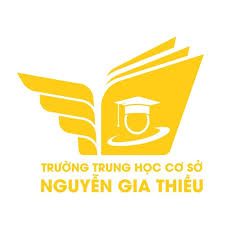 TRƯỜNG TRUNG HỌC CƠ SỞ
NGUYỄN GIA THIỀU